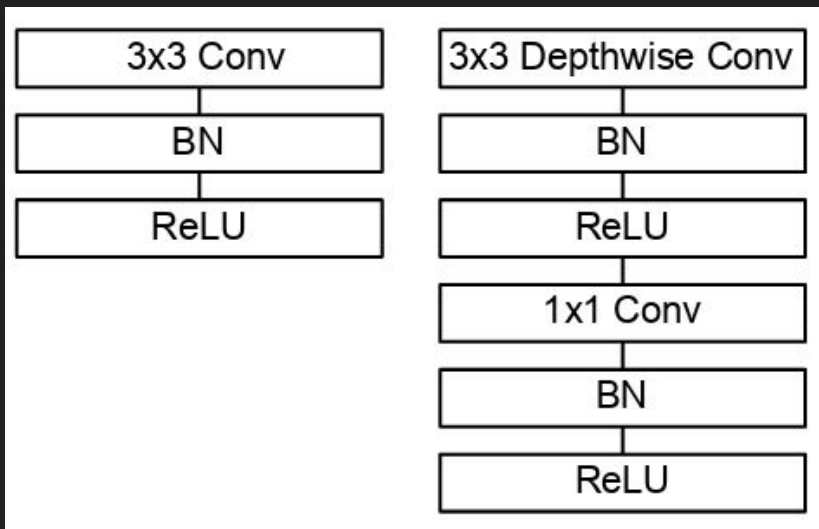 3x3 Conv
BN
ReLU
3x3 Depthwise Conv
BN
ReLU
1x1 Conv
BN
ReLU